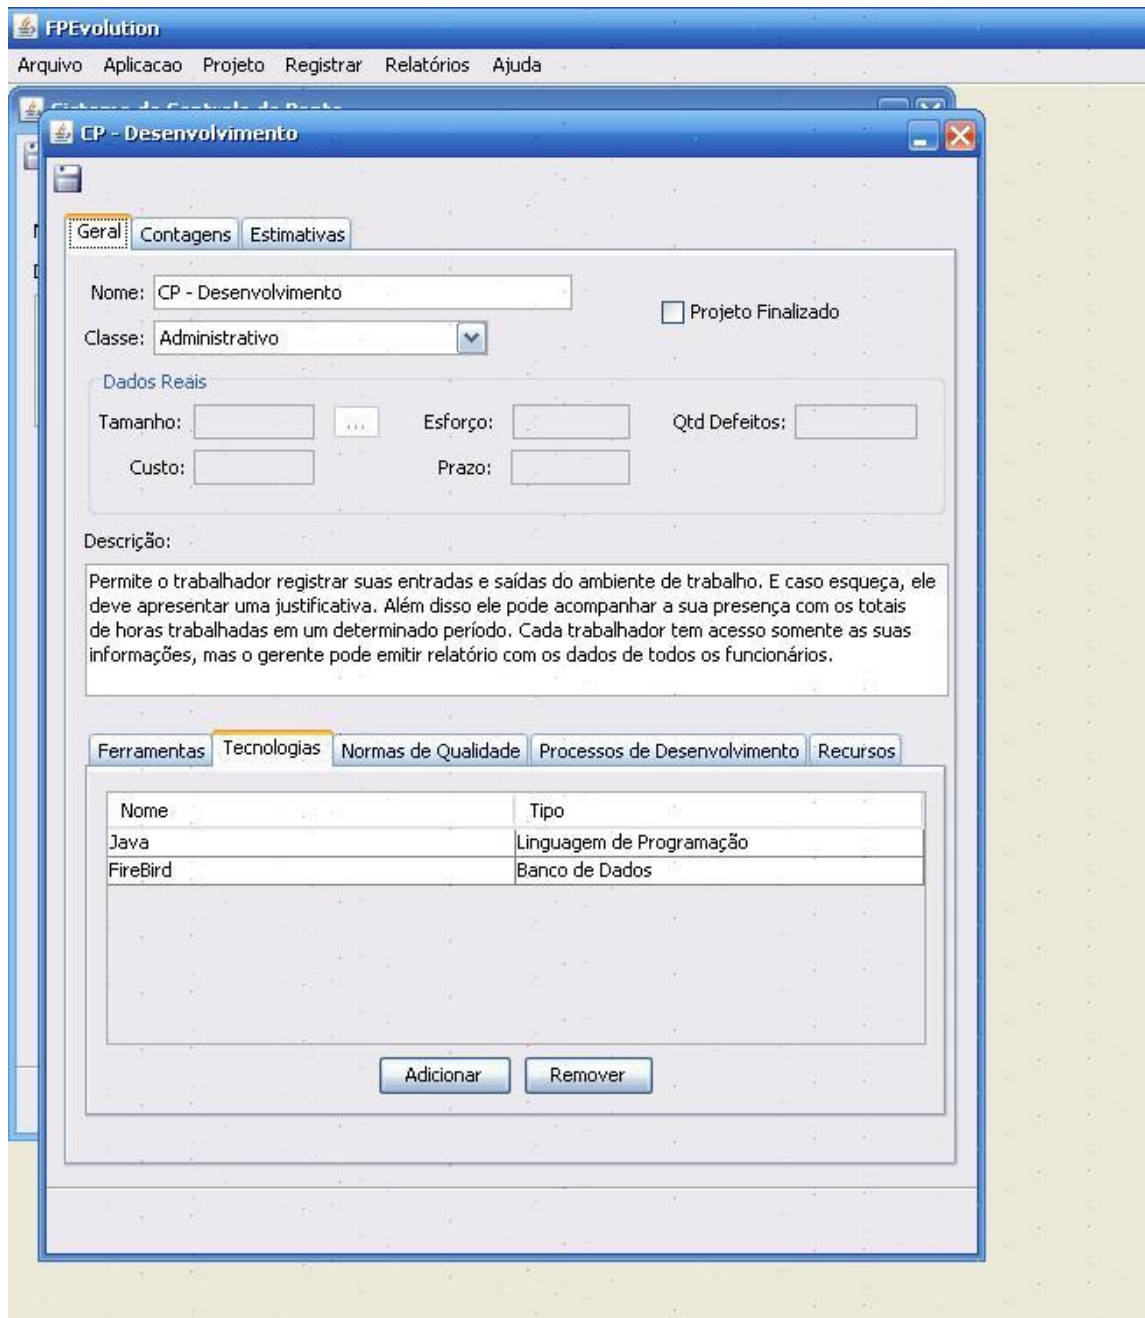 FPEvolution
Arquivo Aplicacao Projeto Registrar Relatórios Ajuda
CP - Desenvolvimento
Geral Contagens Estimativas
Nome: CP - Desenvolvimento
Projeto Finalizado
Classe: Administrativo
Dados Reais
Tamanho: ... Esforço: Qtd Defeitos:
Custo: Prazo:
Descrição:
Permite o trabalhador registrar suas entradas e saídas do ambiente de trabalho. E caso esqueça, ele
deve apresentar uma justificativa. Além disso ele pode acompanhar a sua presença com os totais
de horas trabalhadas em um determinado período. Cada trabalhador tem acesso somente as suas
informações, mas o gerente pode emitir relatório com os dados de todos os funcionários.
Ferramentas Tecnologias Normas de Qualidade Processos de Desenvolvimento Recursos
Nome Tipo
Java Linguagem de Programação
FireBird Banco de Dados
Adicionar Remover